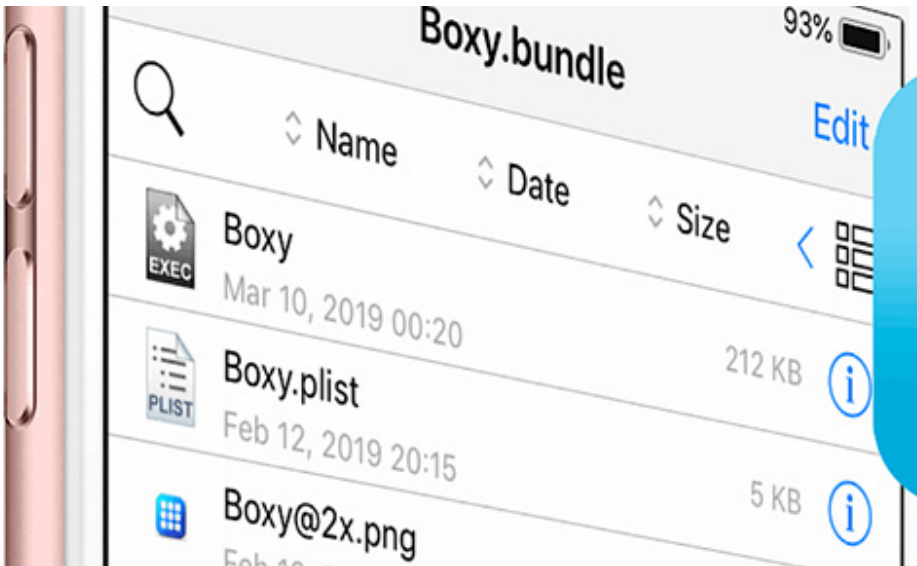 93%
Boxy.bundle
Edit
Name Date Size
EXEC
Boxy
Mar 10, 2019 00:20
212 KB
PLIST
Boxy.plist
Feb 12, 2019 20:15
5 KB
Boxy@2x.png
Feb